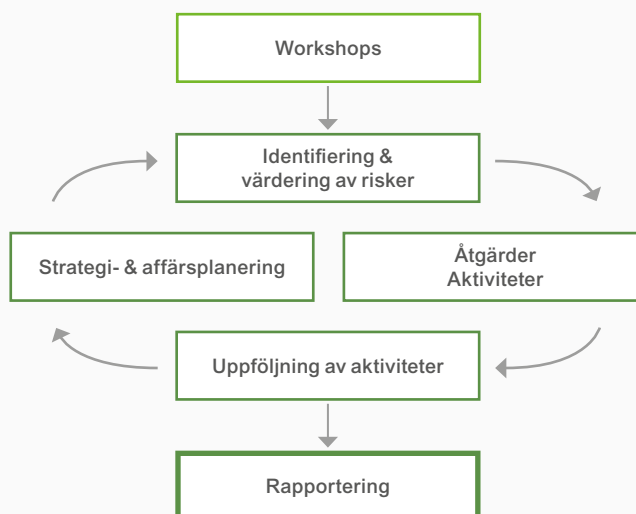 Workshops
Identifiering &
värdering av risker
Strategi- & affärsplanering
Åtgärder
Aktiviteter
Uppföljning av aktiviteter
Rapportering